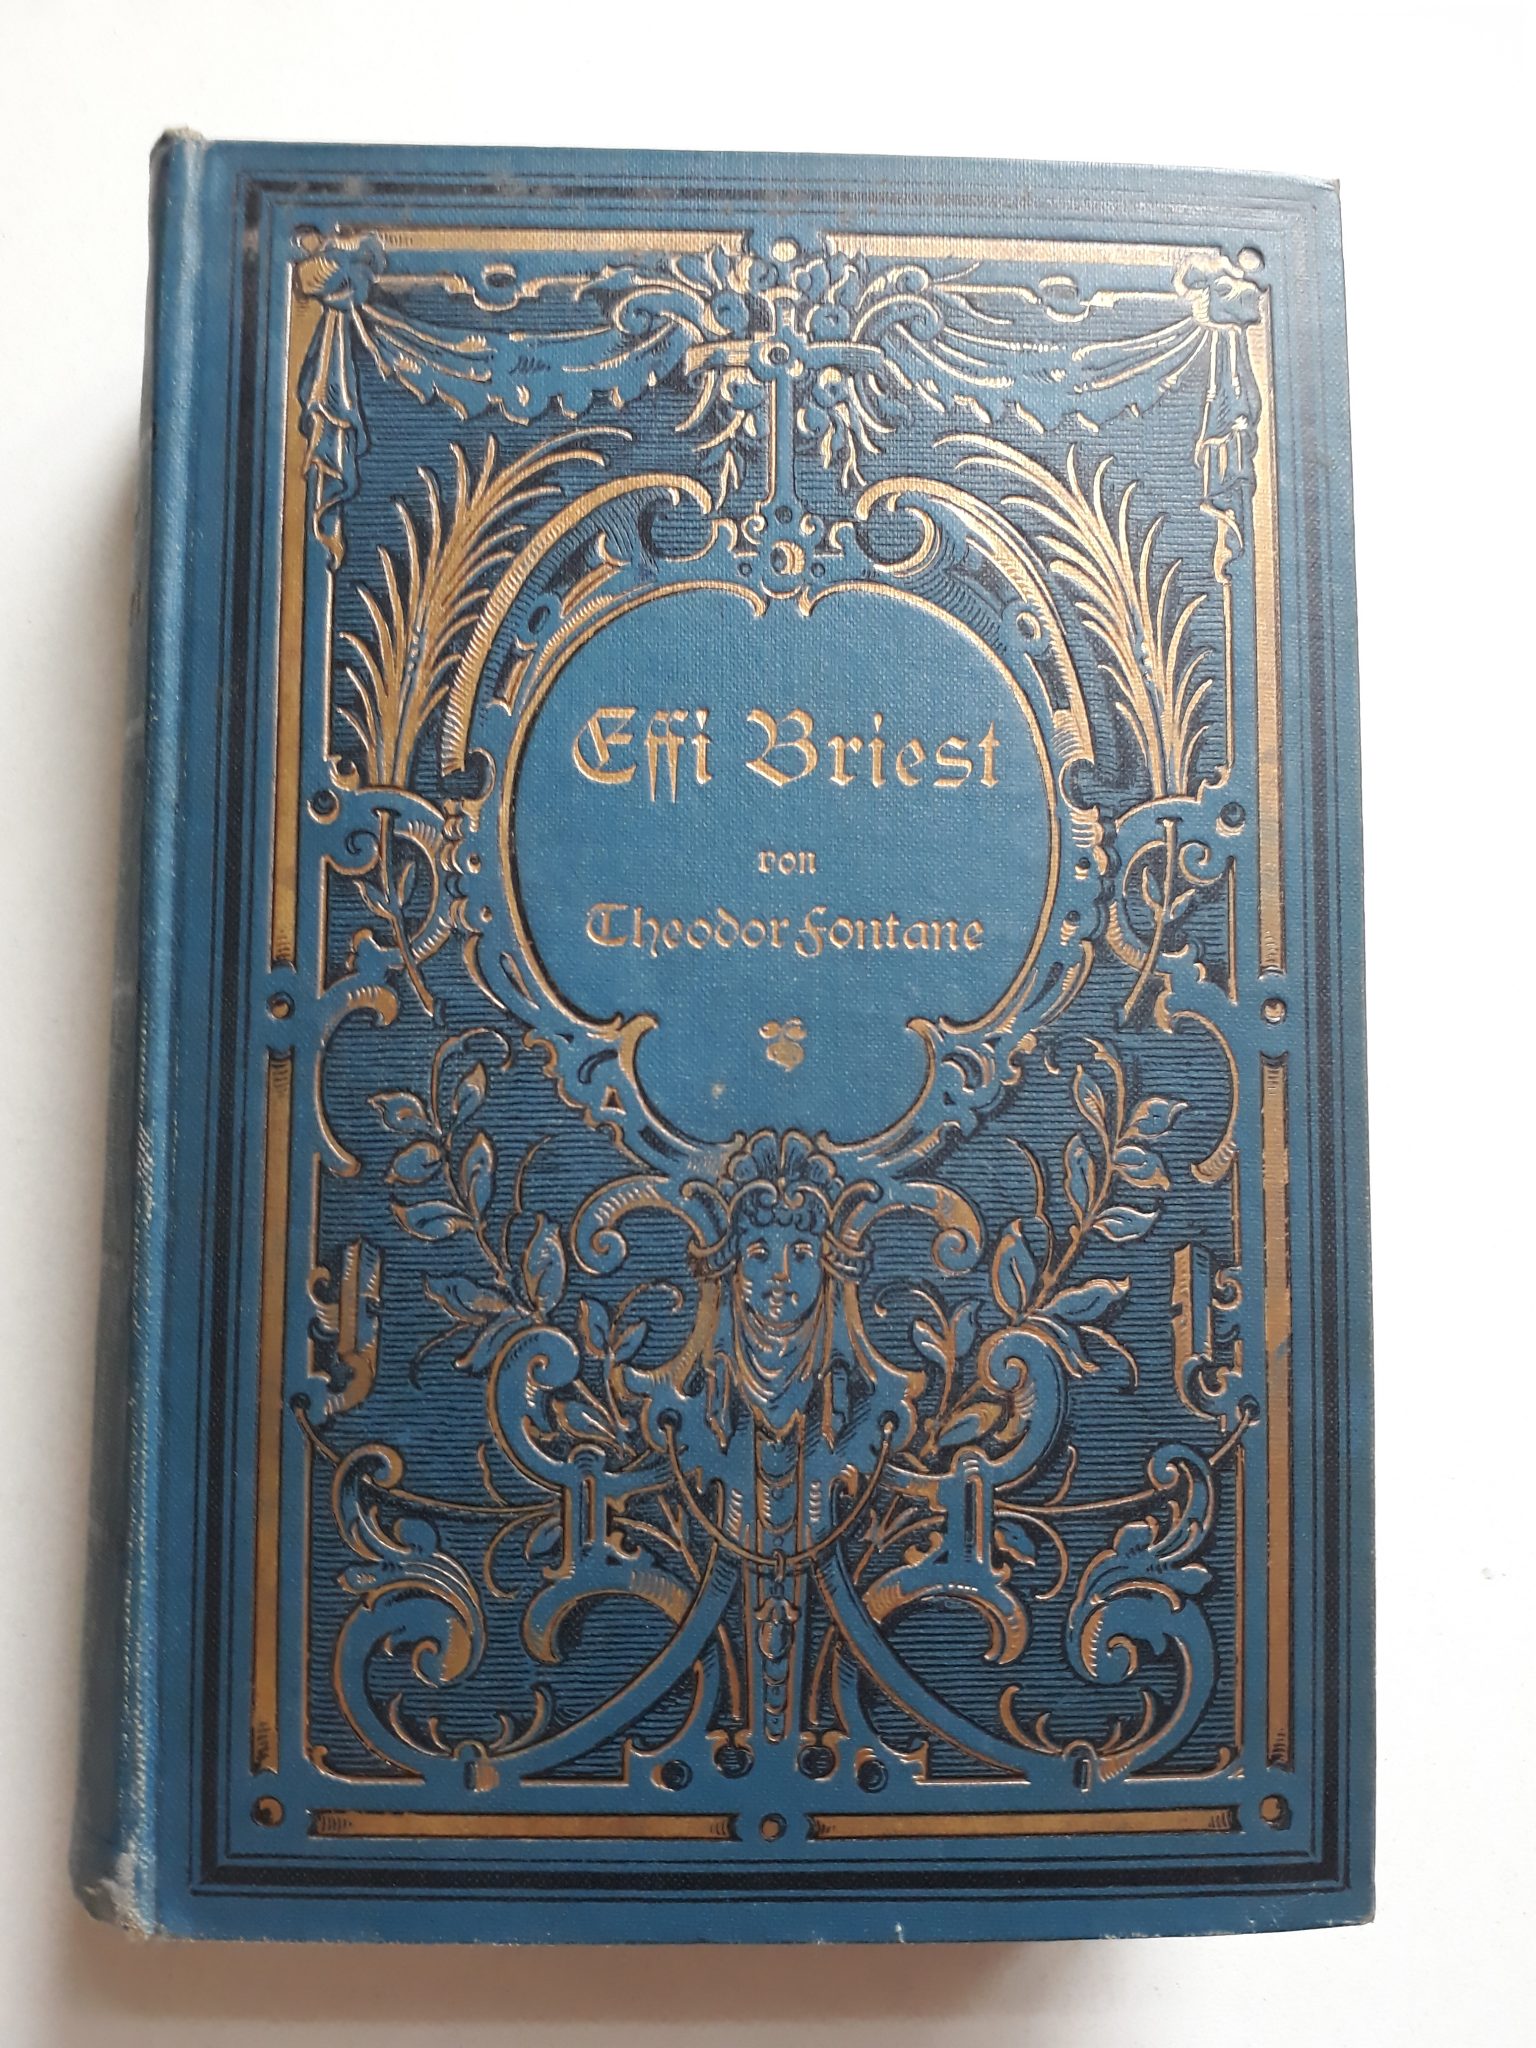 Effi Briest
von
Theodor Fontane